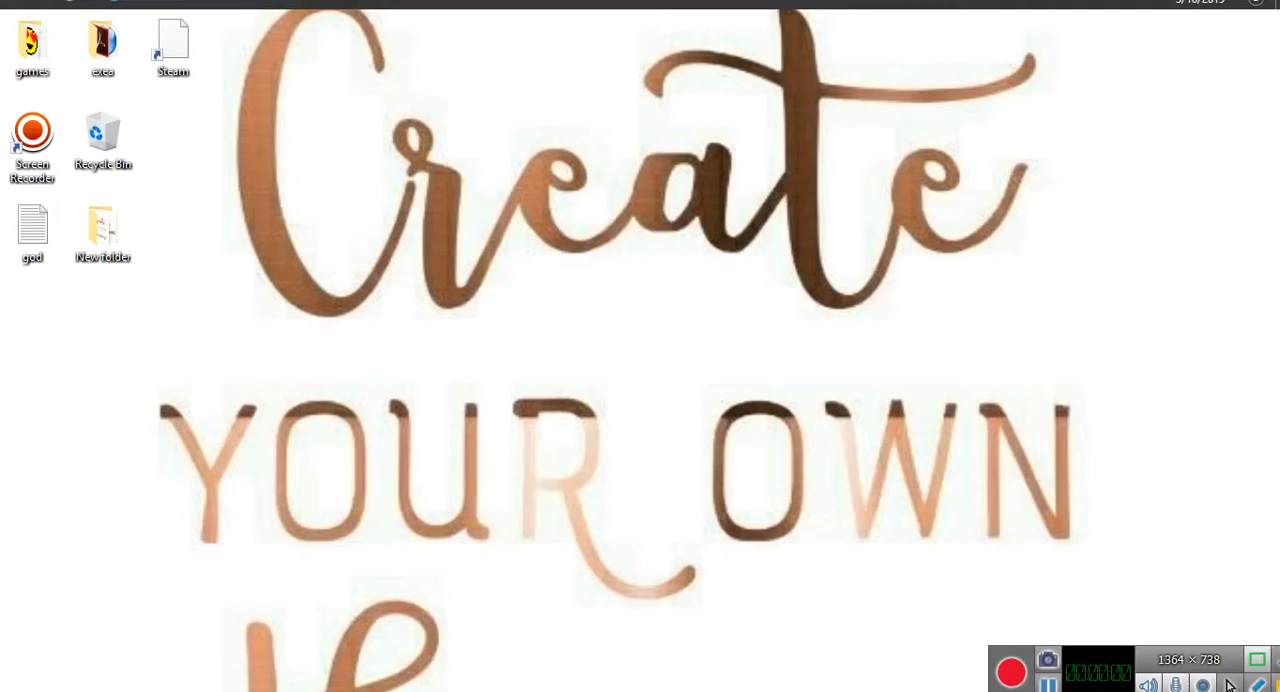 games
exea
Steam
Screen
Recorder
Recycle Bin
god
New folder
Create
YOUR OWN
1364 × 738